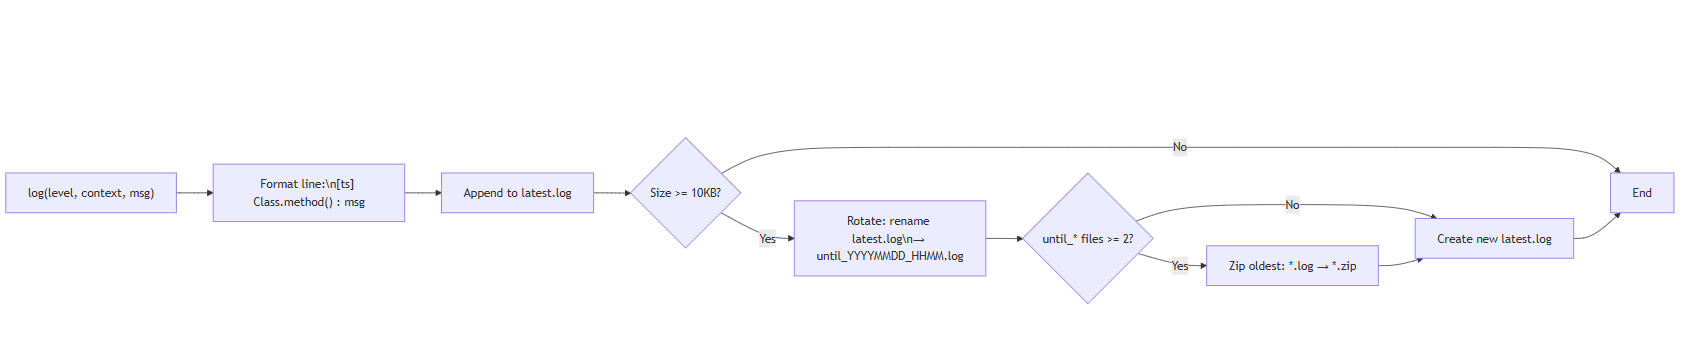 log(level, context, msg)
Format line:\n[ts]
Class.method() : msg
Append to latest.log
Size >= 10KB?
No
Yes
Rotate: rename
latest.log\n→
until_YYYYMMDD_HHMM.log
until_* files >= 2?
No
Yes
Zip oldest: *.log → *.zip
Create new latest.log
End